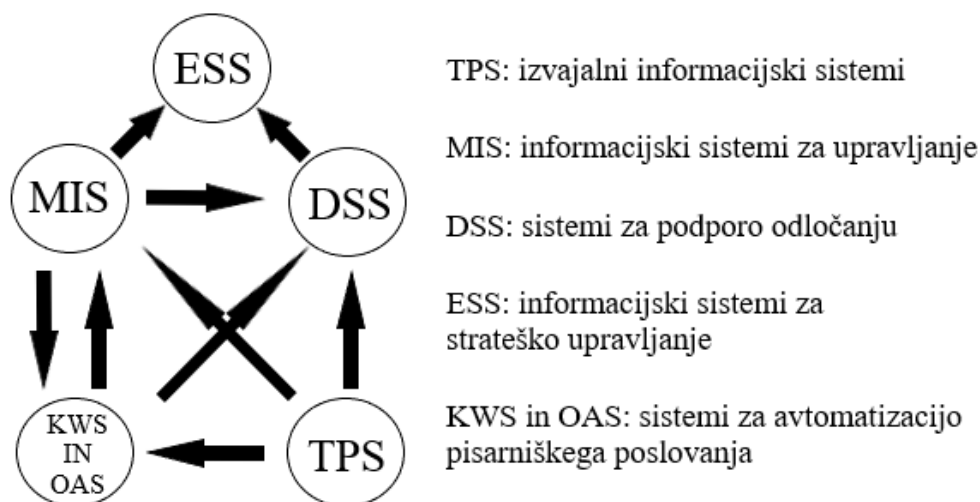 ESS
MIS
DSS
KWS
IN
OAS
TPS
TPS: izvajalni informacijski sistemi
MIS: informacijski sistemi za upravljanje
DSS: sistemi za podporo odločanju
ESS: informacijski sistemi za
strateško upravljanje
KWS in OAS: sistemi za avtomatizacijo
pisarniškega poslovanja